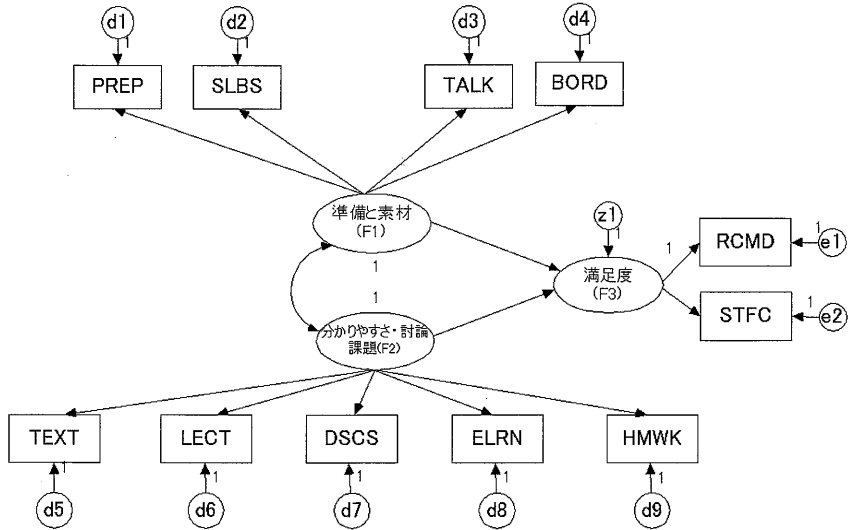 d1
d2
d3
d4
1
1
1
1
PREP
SLBS
TALK
BORD
準備と素材
(F1)
z1
1
1
RCMD
1
e1
満足度
(F3)
1
1
STFC
1
e2
分かりやすさ・討論
課題(F2)
TEXT
LECT
DSCS
ELRN
HMWK
1
1
1
1
1
d5
d6
d7
d8
d9